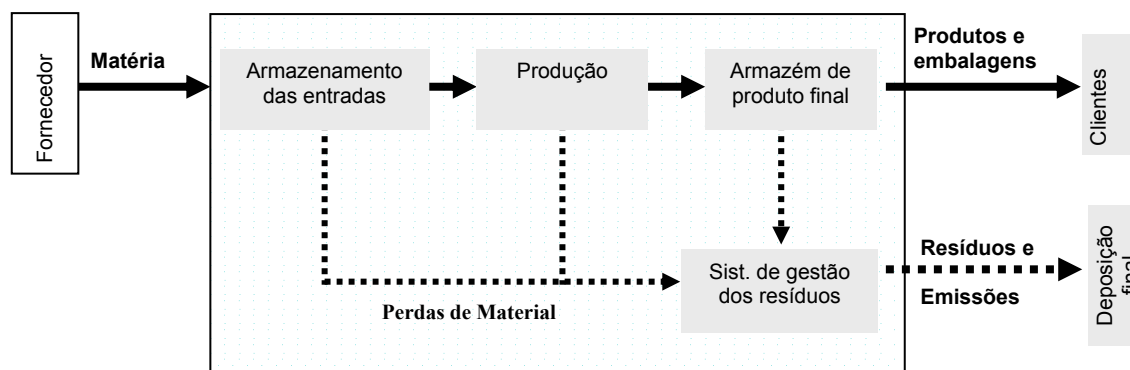 Fornecedor
Matéria
Armazenamento
das entradas
Produção
Armazém de
produto final
Produtos e
embalagens
Clientes
Sist. de gestão
dos resíduos
Perdas de Material
Resíduos e
Emissões
Deposição
final